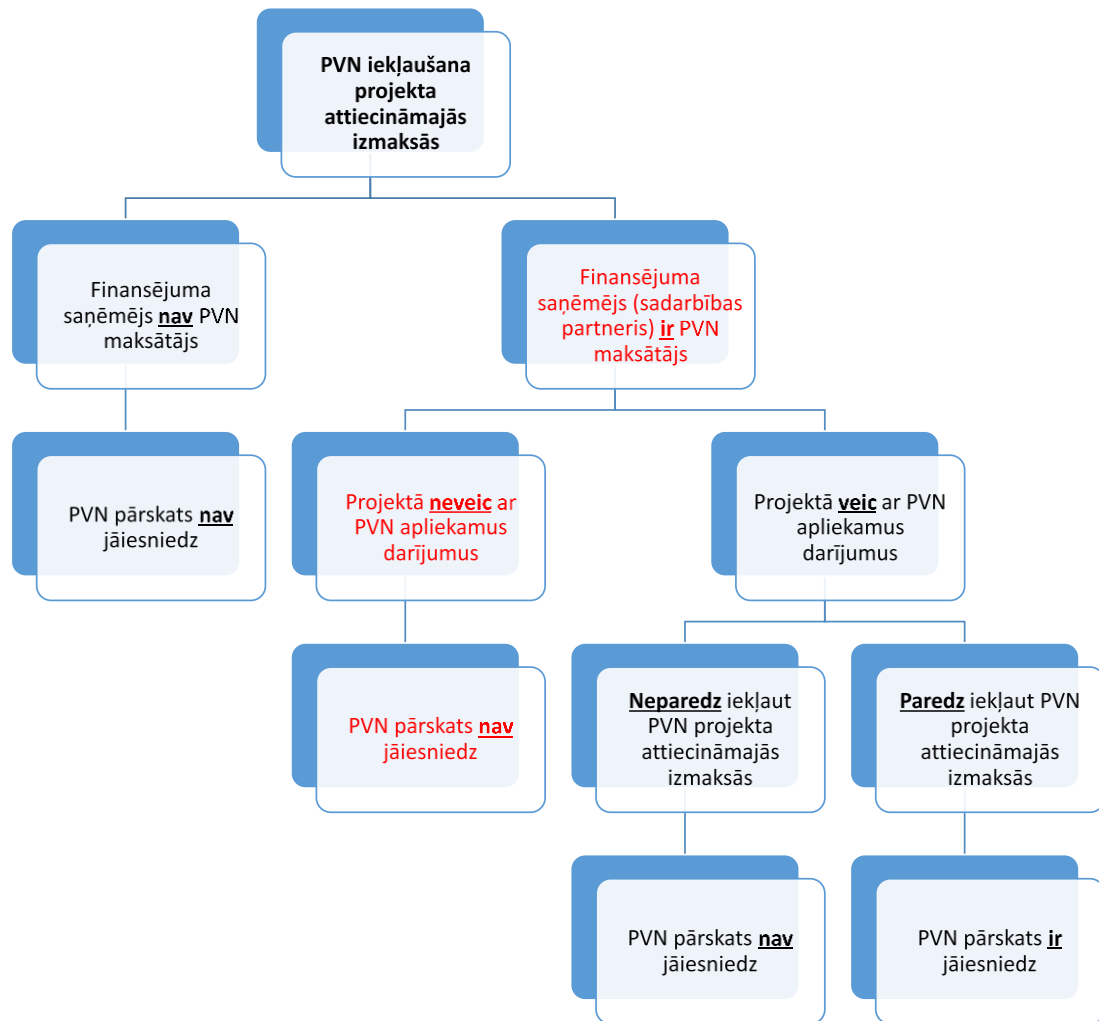 PVN iekļaušana
projekta
attiecināmajās
izmaksās
Finansējuma
saņēmējs nav PVN
maksātājs
Finansējuma
saņēmējs (sadarbības
partneris) ir PVN
maksātājs
PVN pārskats nav
jāiesniedz
Projektā neveic ar
PVN apliekamus
darījumus
Projektā veic ar PVN
apliekamus
darījumus
PVN pārskats nav
jāiesniedz
Neparedz iekļaut
PVN projekta
attiecināmajās
izmaksās
Paredz iekļaut PVN
projekta
attiecināmajās
izmaksās
PVN pārskats nav
jāiesniedz
PVN pārskats ir
jāiesniedz